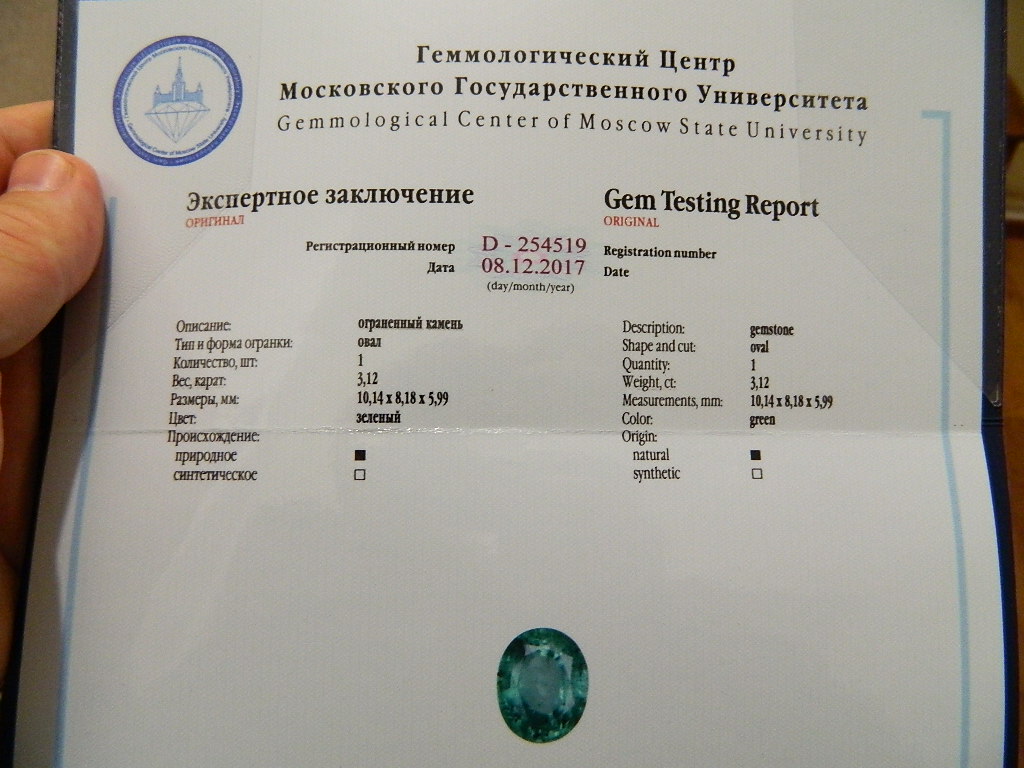 Геммологический Центр
Московского Государственного Университета
Gemmological Center of Moscow State University
Экспертное заключение
ОРИГИНАЛ
Gem Testing Report
ORIGINAL
Регистрационный номер D - 254519 Registration number
Дата 08.12.2017 Date
(day/month/year)
Описание: ограненный камень
Тип и форма огранки: овал
Количество, шт: 1
Вес, карат: 3,12
Размеры, мм: 10,14 x 8,18 x 5,99
Цвет: зеленый
Происхождение:
природное ■
синтетическое □
Description: gemstone
Shape and cut: oval
Quantity: 1
Weight, ct: 3,12
Measurements, mm: 10,14 x 8,18 x 5,99
Color: green
Origin:
natural ■
synthetic □